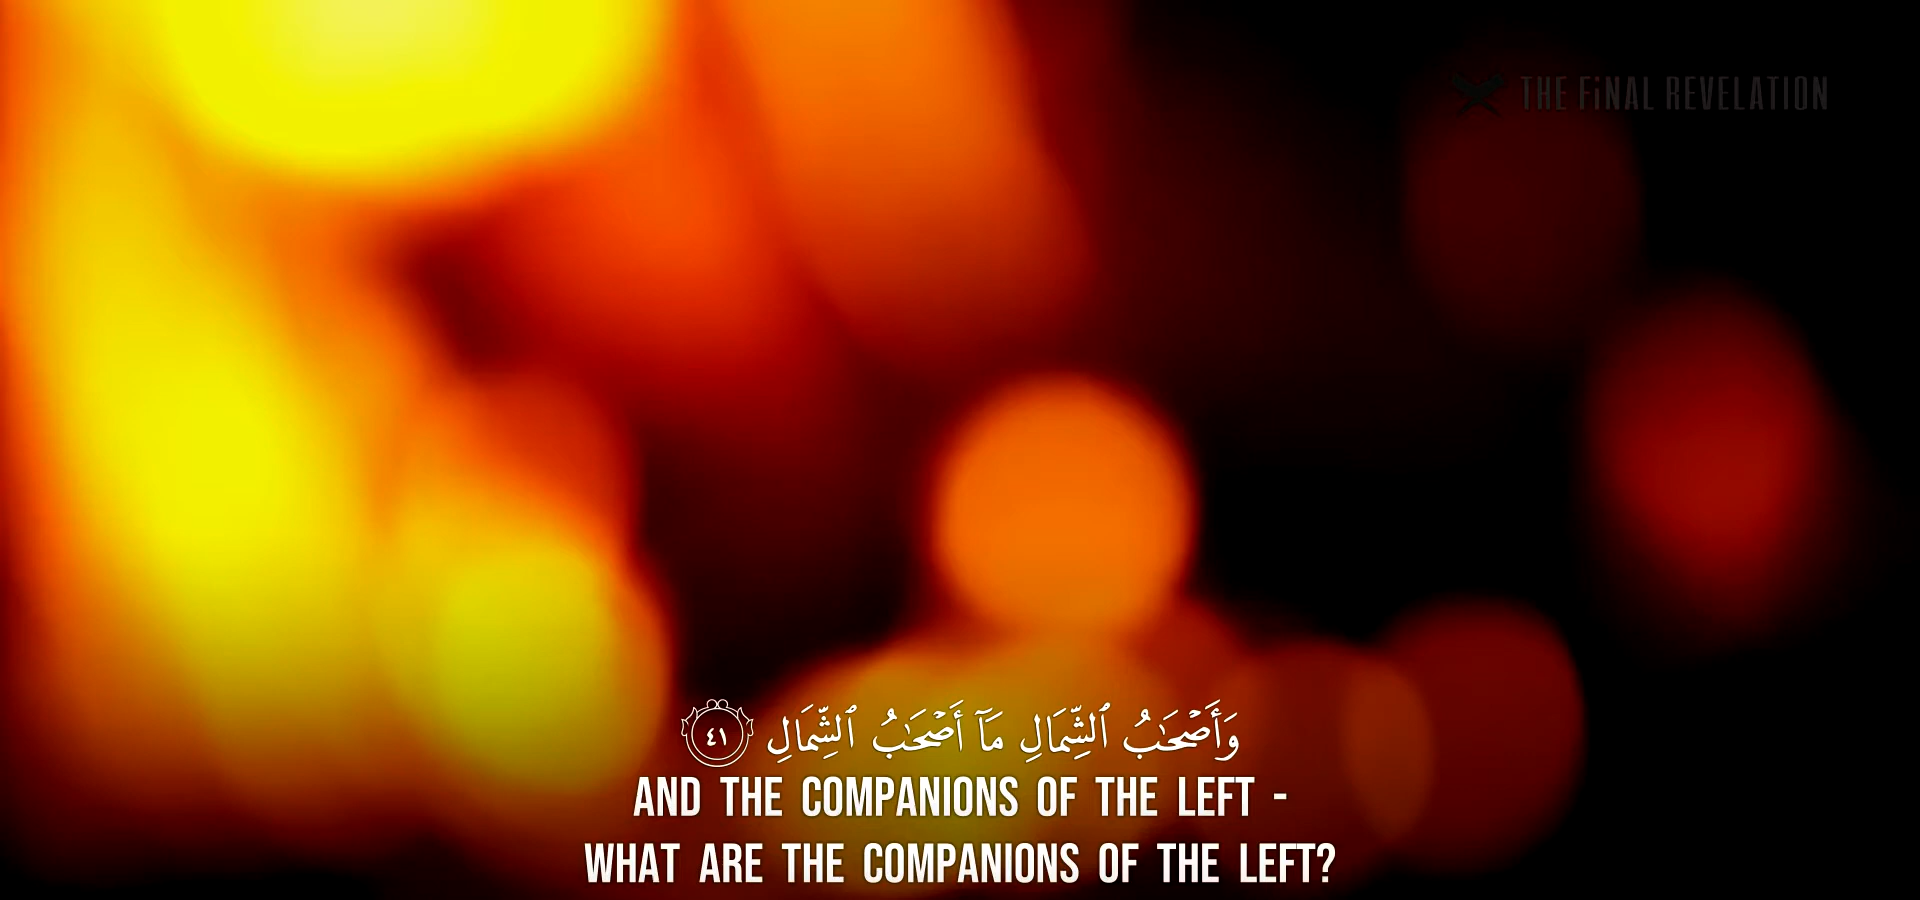 THE FiNAL REVELATION
وَأَصْحَٰبُ ٱلشِّمَالِ مَآ أَصْحَٰبُ ٱلشِّمَالِ ٤١
AND THE COMPANIONS OF THE LEFT -
WHAT ARE THE COMPANIONS OF THE LEFT?